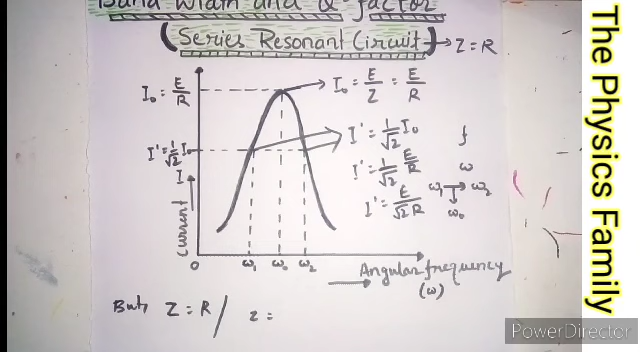 Band Width and Q factor
(Series Resonant Circuit) → Z = R
I₀ = E/R
I₀ = E/Z = E/R
I' = 1/√2 I₀
I' = 1/√2 I₀
f
I' = 1/√2 E/R
ω
I' = E/√2 R
ω₁ → ω₂
↓
ω₀
I
Current
0
ω₁ ω₀ ω₂
Angular frequency
(ω)
But, Z = R / z =
The Physics Family
PowerDirector